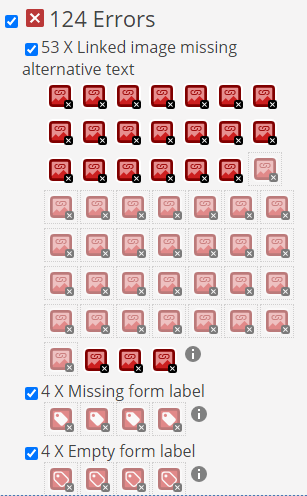 124 Errors
53 X Linked image missing
alternative text
4 X Missing form label
4 X Empty form label